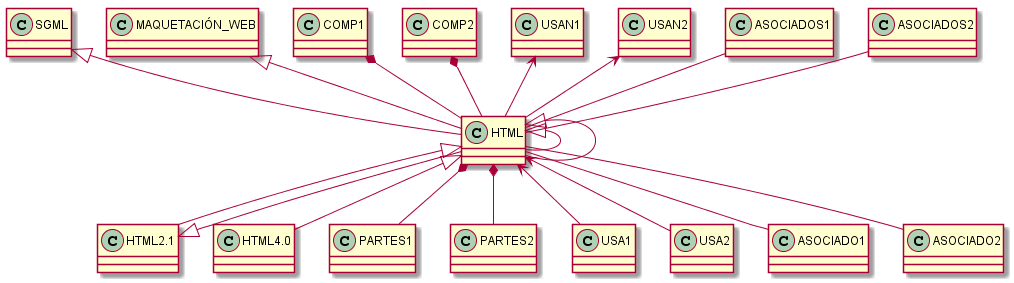 C SGML
C MAQUETACIÓN_WEB
C COMP1
C COMP2
C USAN1
C USAN2
C ASOCIADOS1
C ASOCIADOS2
C HTML
C HTML2.1
C HTML4.0
C PARTES1
C PARTES2
C USA1
C USA2
C ASOCIADO1
C ASOCIADO2